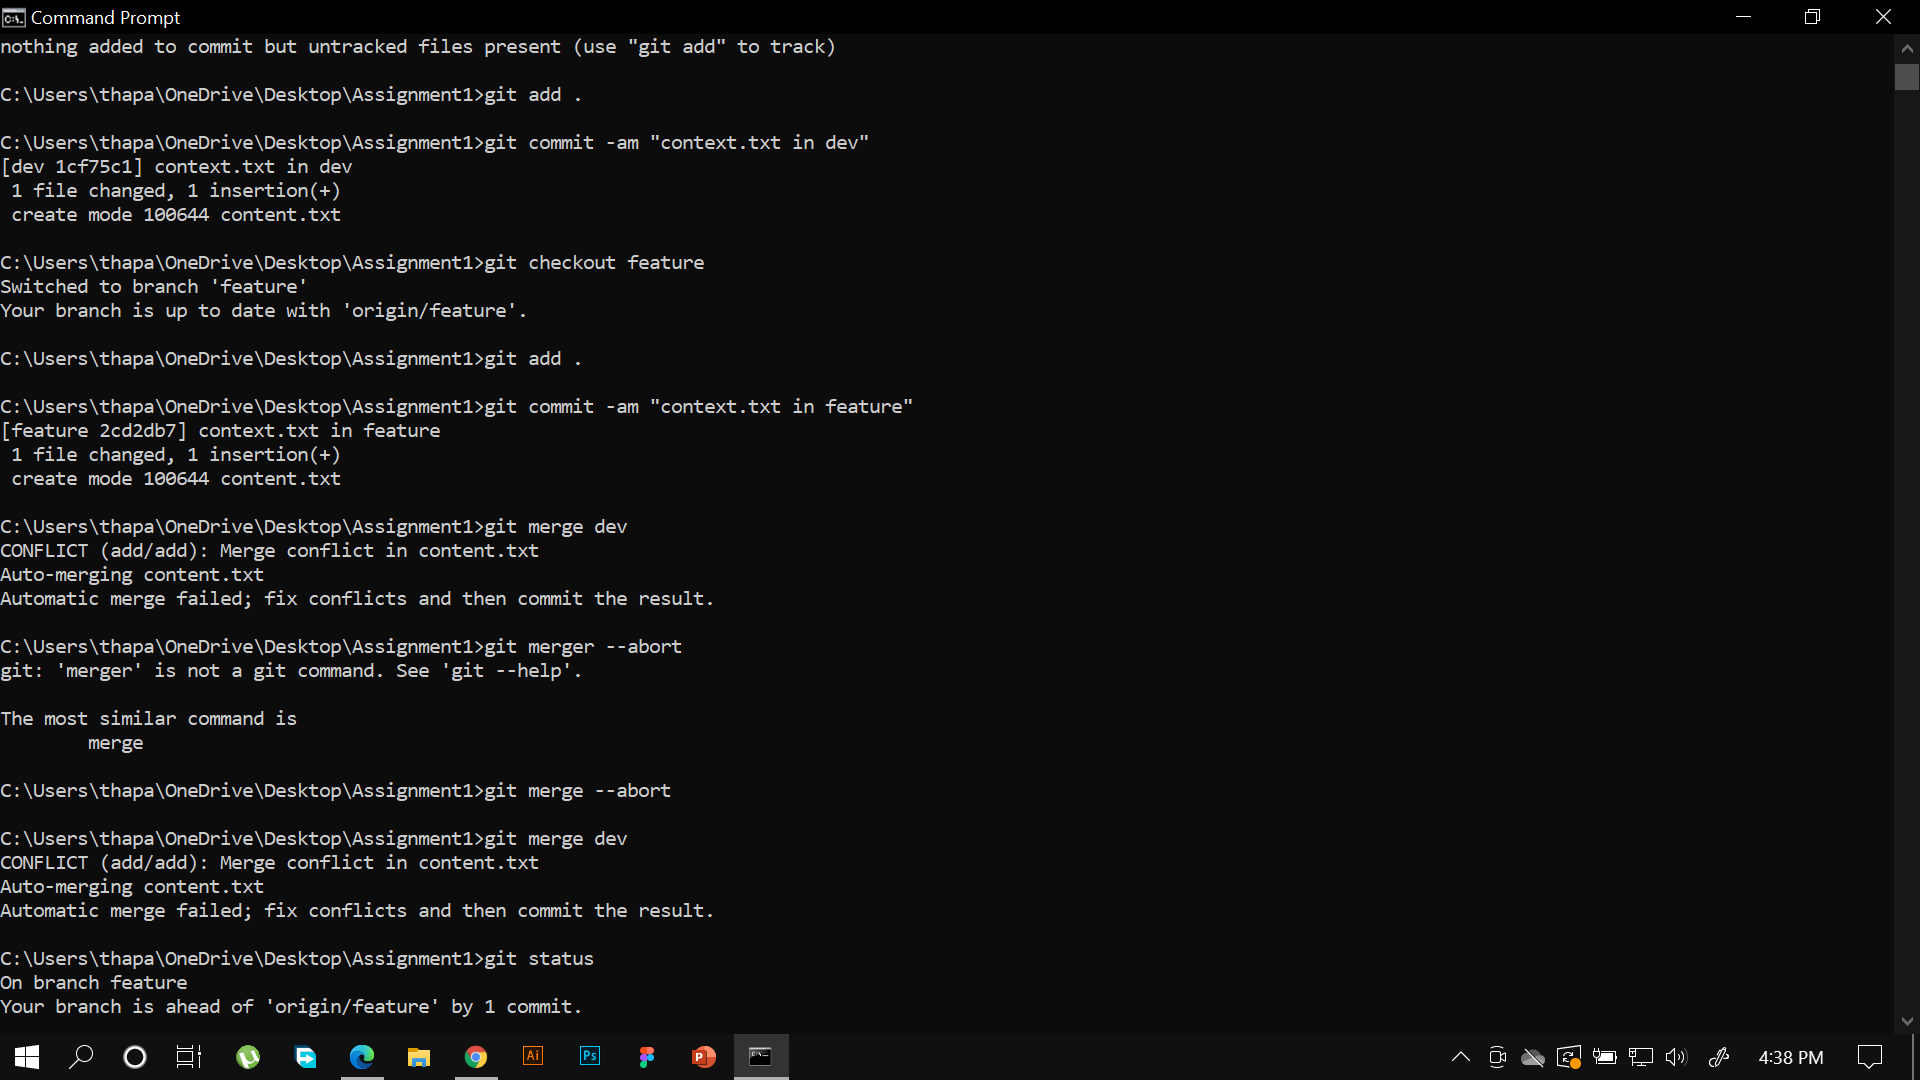 Command Prompt
nothing added to commit but untracked files present (use "git add" to track)
C:\Users\thapa\OneDrive\Desktop\Assignment1>git add .
C:\Users\thapa\OneDrive\Desktop\Assignment1>git commit -am "context.txt in dev"
[dev 1cf75c1] context.txt in dev
 1 file changed, 1 insertion(+)
 create mode 100644 content.txt
C:\Users\thapa\OneDrive\Desktop\Assignment1>git checkout feature
Switched to branch 'feature'
Your branch is up to date with 'origin/feature'.
C:\Users\thapa\OneDrive\Desktop\Assignment1>git add .
C:\Users\thapa\OneDrive\Desktop\Assignment1>git commit -am "context.txt in feature"
[feature 2cd2db7] context.txt in feature
 1 file changed, 1 insertion(+)
 create mode 100644 content.txt
C:\Users\thapa\OneDrive\Desktop\Assignment1>git merge dev
CONFLICT (add/add): Merge conflict in content.txt
Auto-merging content.txt
Automatic merge failed; fix conflicts and then commit the result.
C:\Users\thapa\OneDrive\Desktop\Assignment1>git merger --abort
git: 'merger' is not a git command. See 'git --help'.
The most similar command is
        merge
C:\Users\thapa\OneDrive\Desktop\Assignment1>git merge --abort
C:\Users\thapa\OneDrive\Desktop\Assignment1>git merge dev
CONFLICT (add/add): Merge conflict in content.txt
Auto-merging content.txt
Automatic merge failed; fix conflicts and then commit the result.
C:\Users\thapa\OneDrive\Desktop\Assignment1>git status
On branch feature
Your branch is ahead of 'origin/feature' by 1 commit.
Ai
Ps
P
4:38 PM